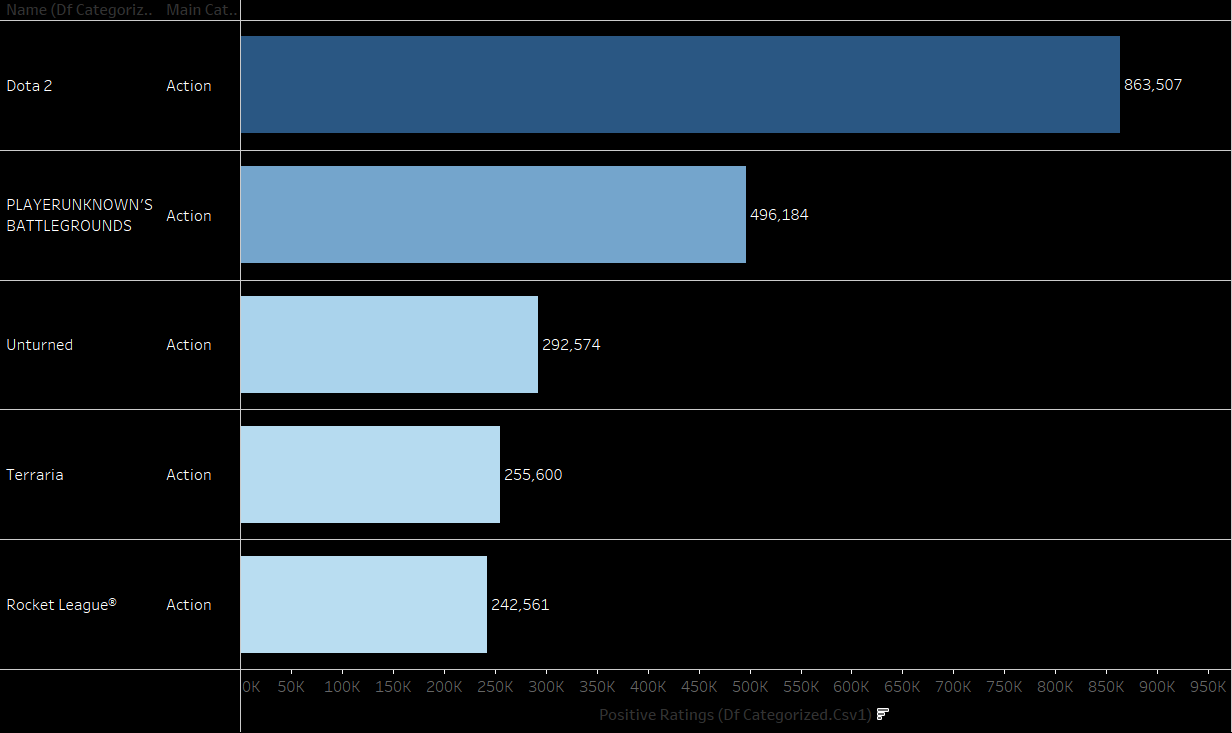 Name (Df Categoriz.. Main Cat..
Dota 2 Action 863,507
PLAYERUNKNOWN'S
BATTLEGROUNDS Action 496,184
Unturned Action 292,574
Terraria Action 255,600
Rocket League® Action 242,561
0K 50K 100K 150K 200K 250K 300K 350K 400K 450K 500K 550K 600K 650K 700K 750K 800K 850K 900K 950K
Positive Ratings (Df Categorized.Csv1)